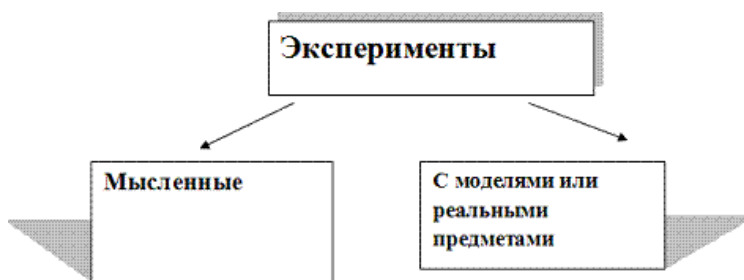 Эксперименты
Мысленные
С моделями или
реальными
предметами